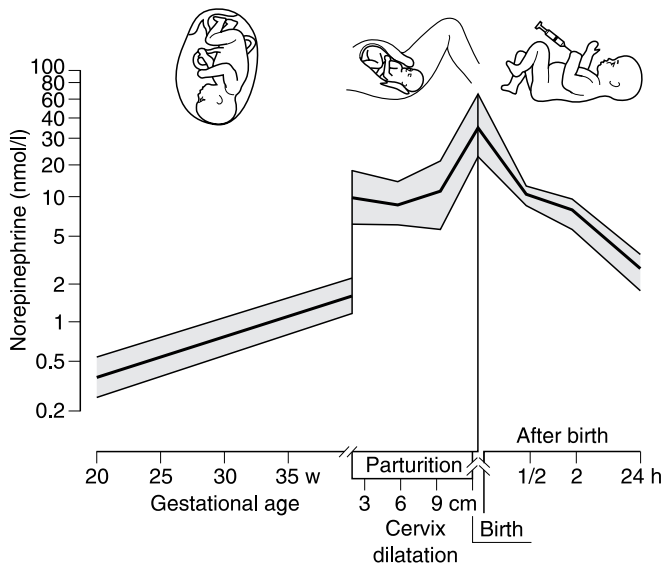 Norepinephrine (nmol/l)
100
80
60
40
30
20
10
5
2
1
0.5
0.2
After birth
Parturition
20 25 30 35 w
3 6 9 cm
1/2 2 24 h
Gestational age
Cervix
dilatation
Birth